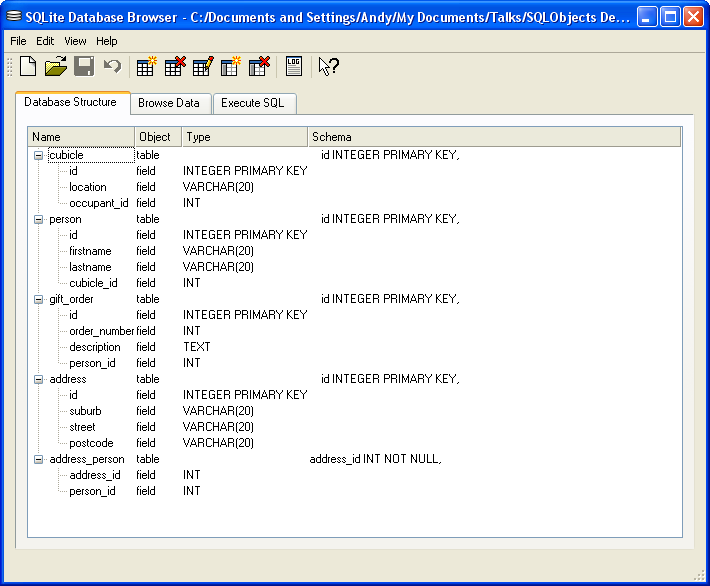 SQLite Database Browser - C:/Documents and Settings/Andy/My Documents/Talks/SQLObjects De...
File Edit View Help
LOG
Database Structure Browse Data Execute SQL
Name Object Type Schema
cubicle table id INTEGER PRIMARY KEY,
id field INTEGER PRIMARY KEY
location field VARCHAR(20)
occupant_id field INT
person table id INTEGER PRIMARY KEY,
id field INTEGER PRIMARY KEY
firstname field VARCHAR(20)
lastname field VARCHAR(20)
cubicle_id field INT
gift_order table id INTEGER PRIMARY KEY,
id field INTEGER PRIMARY KEY
order_number field INT
description field TEXT
person_id field INT
address table id INTEGER PRIMARY KEY,
id field INTEGER PRIMARY KEY
suburb field VARCHAR(20)
street field VARCHAR(20)
postcode field VARCHAR(20)
address_person table address_id INT NOT NULL,
address_id field INT
person_id field INT